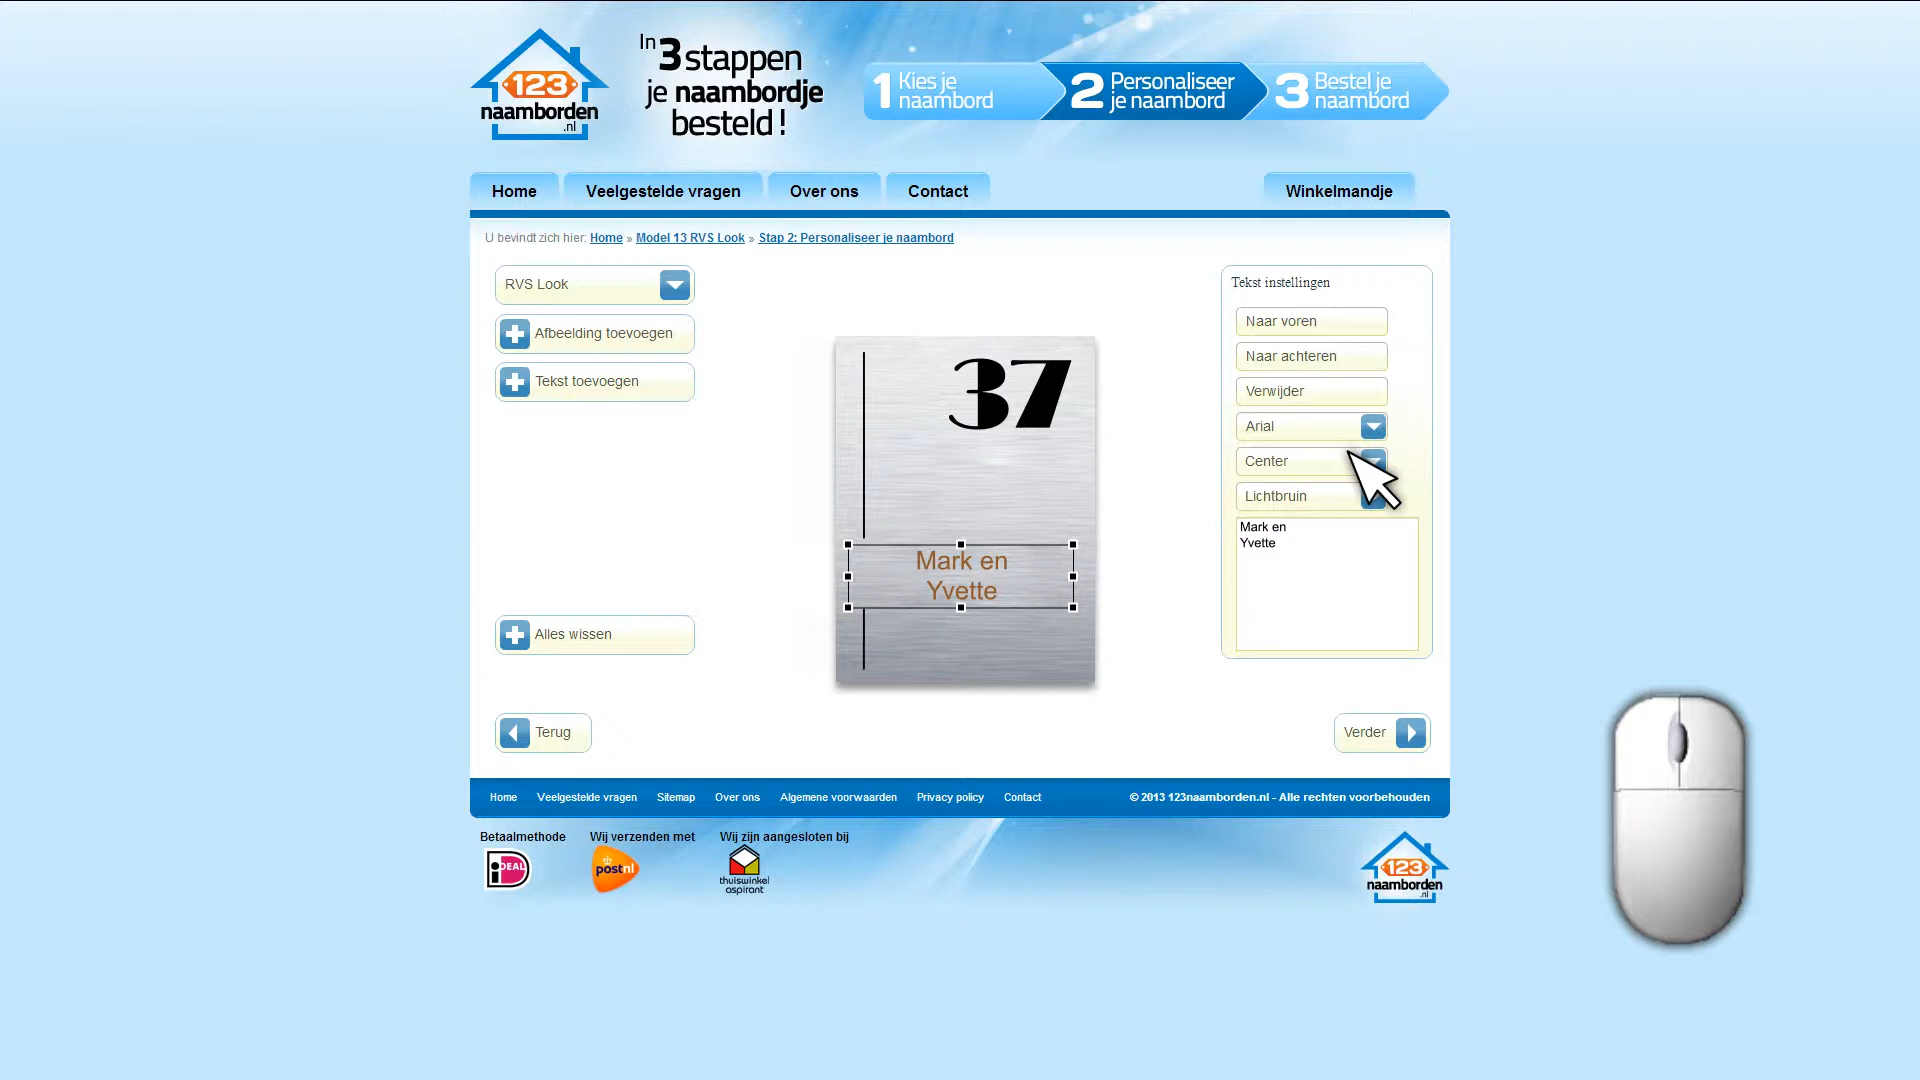 123
naamborden
.nl
In 3 stappen
je naambordje
besteld !
1 Kies je
naambord
2 Personaliseer
je naambord
3 Bestel je
naambord
Home
Veelgestelde vragen
Over ons
Contact
Winkelmandje
U bevindt zich hier: Home » Model 13 RVS Look » Stap 2: Personaliseer je naambord
RVS Look
Afbeelding toevoegen
Tekst toevoegen
Alles wissen
37
Mark en
Yvette
Tekst instellingen
Naar voren
Naar achteren
Verwijder
Arial
Center
Lichtbruin
Mark en
Yvette
Terug
Verder
Home Veelgestelde vragen Sitemap Over ons Algemene voorwaarden Privacy policy Contact © 2013 123naamborden.nl - Alle rechten voorbehouden
Betaalmethode
iDEAL
Wij verzenden met
postnl
Wij zijn aangesloten bij
thuiswinkel
aspirant
123
naamborden
.nl